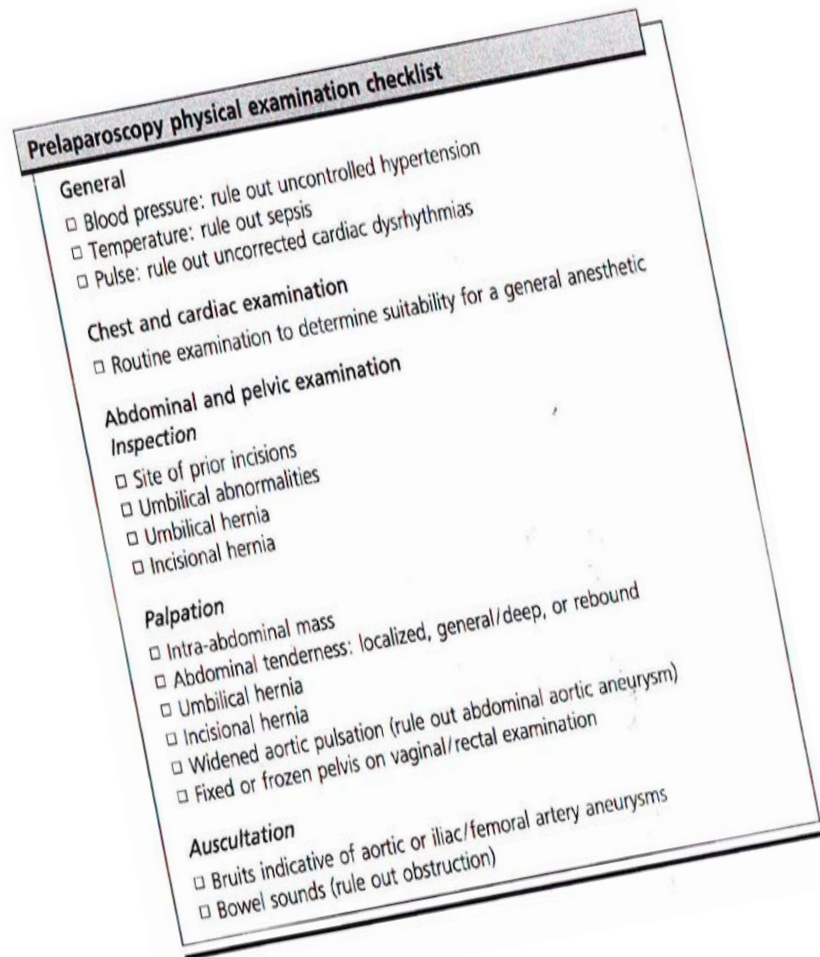 Prelaparoscopy physical examination checklist
General
□ Blood pressure: rule out uncontrolled hypertension
□ Temperature: rule out sepsis
□ Pulse: rule out uncorrected cardiac dysrhythmias
Chest and cardiac examination
□ Routine examination to determine suitability for a general anesthetic
Abdominal and pelvic examination
Inspection
□ Site of prior incisions
□ Umbilical abnormalities
□ Umbilical hernia
□ Incisional hernia
Palpation
□ Intra-abdominal mass
□ Abdominal tenderness: localized, general/deep, or rebound
□ Umbilical hernia
□ Incisional hernia
□ Widened aortic pulsation (rule out abdominal aortic aneurysm)
□ Fixed or frozen pelvis on vaginal/rectal examination
Auscultation
□ Bruits indicative of aortic or iliac/femoral artery aneurysms
□ Bowel sounds (rule out obstruction)